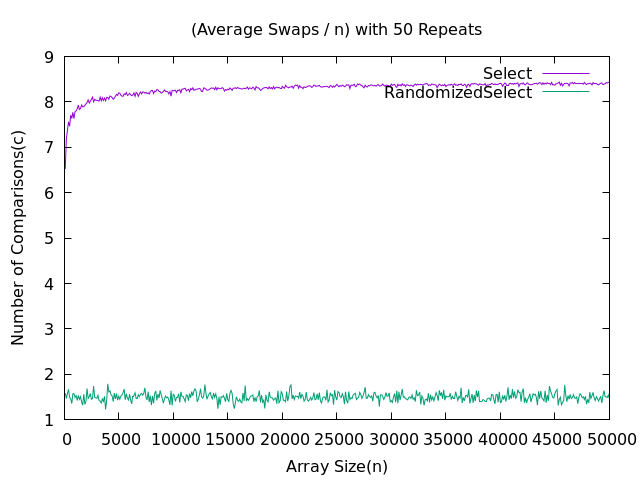 (Average Swaps / n) with 50 Repeats
9
8
7
6
5
4
3
2
1
Number of Comparisons(c)
Select
RandomizedSelect
0 5000 10000 15000 20000 25000 30000 35000 40000 45000 50000
Array Size(n)